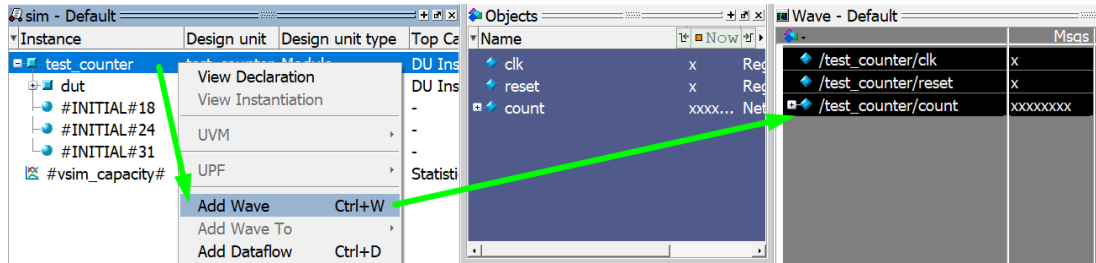 sim - Default
Instance Design unit Design unit type Top Ca
test_counter DU Ins
dut DU Ins
#INITIAL#18 -
#INITIAL#24 -
#INITIAL#31 -
#vsim_capacity# Statisti
View Declaration
View Instantiation
UVM
UPF
Add Wave Ctrl+W
Add Wave To
Add Dataflow Ctrl+D
Objects
Name Now
clk x Reg
reset x Reg
count xxxx... Net
Wave - Default
Msgs
/test_counter/clk x
/test_counter/reset x
/test_counter/count xxxxxxxx